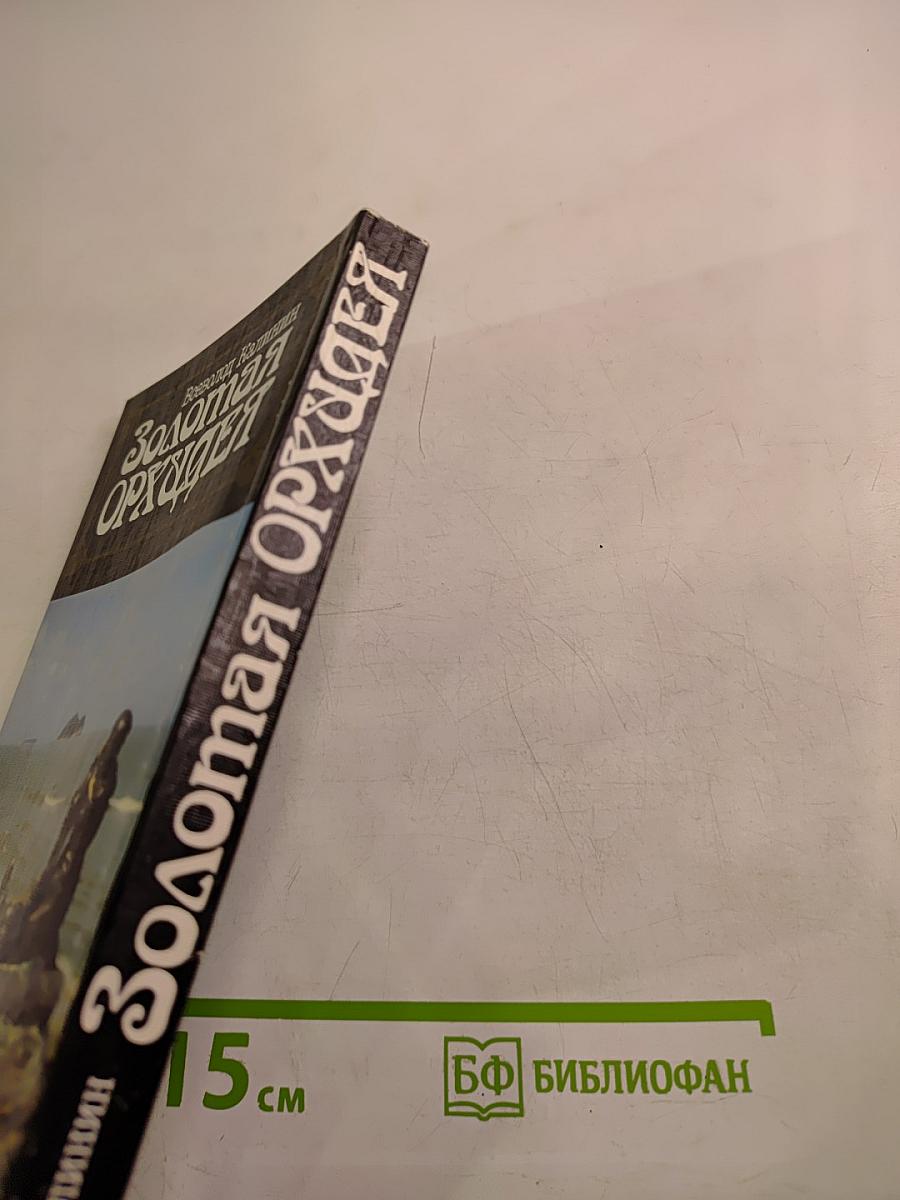 Всеволод Калинин
Золотая
ОРХИДЕЯ
Золотая ОРХИДЕЯ
15 см
БФ БИБЛИОФАН